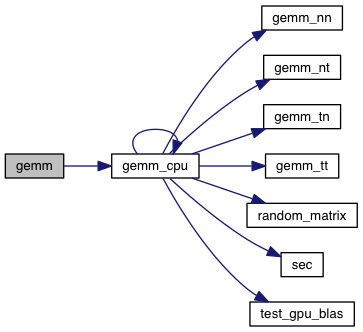 gemm
gemm_cpu
gemm_nn
gemm_nt
gemm_tn
gemm_tt
random_matrix
sec
test_gpu_blas